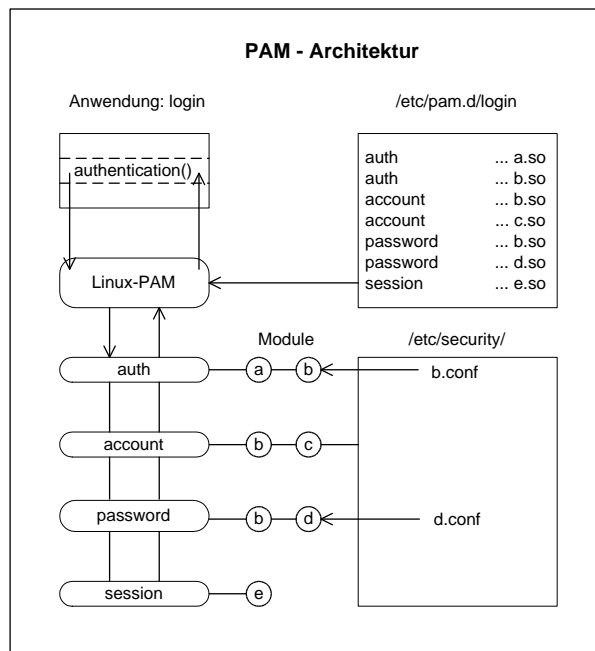 PAM - Architektur
Anwendung: login
/etc/pam.d/login
authentication()
auth ... a.so
auth ... b.so
account ... b.so
account ... c.so
password ... b.so
password ... d.so
session ... e.so
Linux-PAM
Module
/etc/security/
auth a b b.conf
account b c
password b d d.conf
session e